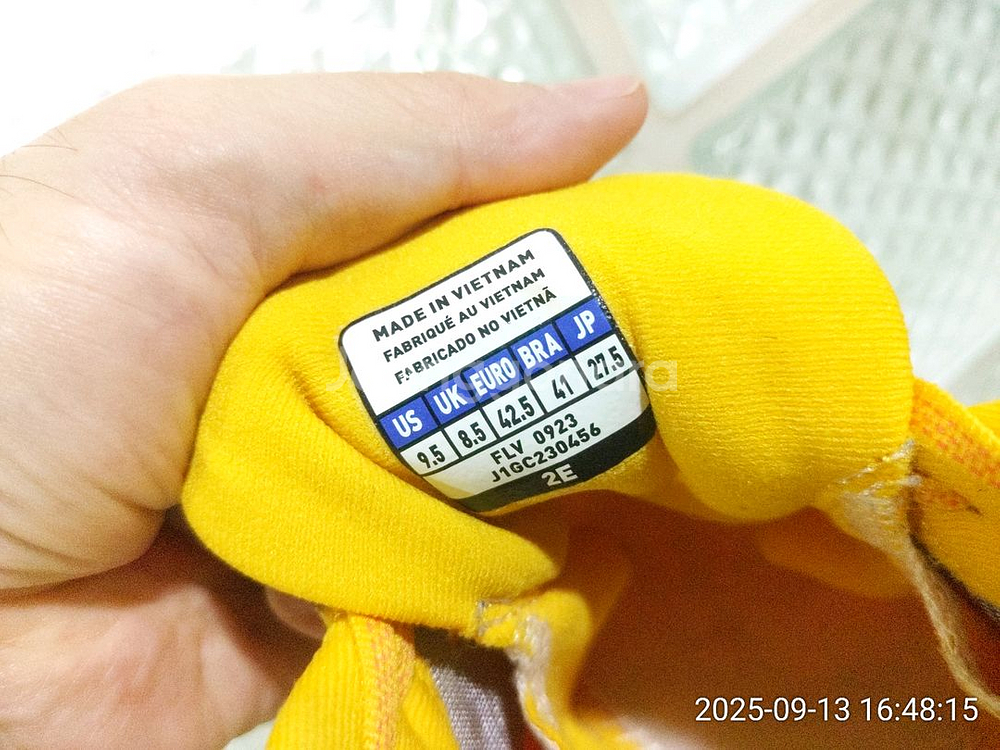 MADE IN VIETNAM
FABRIQUÉ AU VIETNAM
FABRICADO NO VIETNÃ
US UK EURO BRA JP
9.5 8.5 42.5 41 27.5
FLV 0923
J1GC230456
2E
2025-09-13 16:48:15